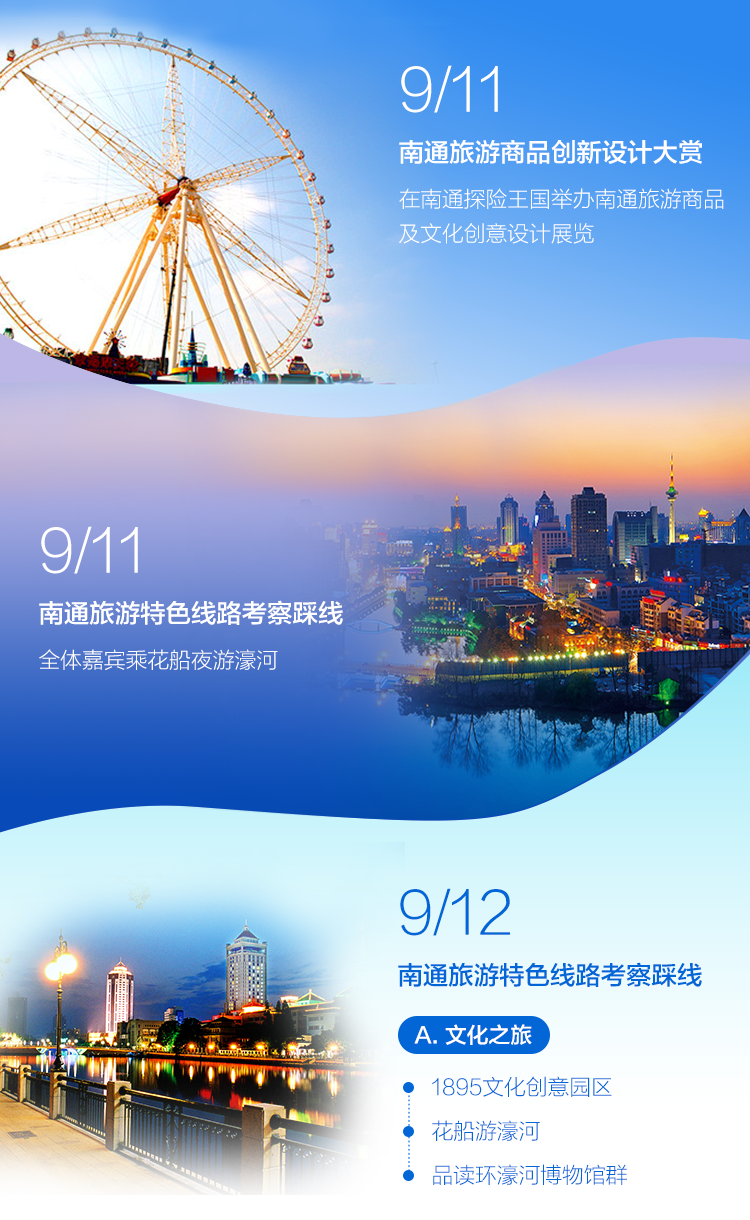 9/11
南通旅游商品创新设计大赏
在南通探险王国举办南通旅游商品
及文化创意设计展览
9/11
南通旅游特色线路考察踩线
全体嘉宾乘花船夜游濠河
9/12
南通旅游特色线路考察踩线
A. 文化之旅
1895文化创意园区
花船游濠河
品读环濠河博物馆群